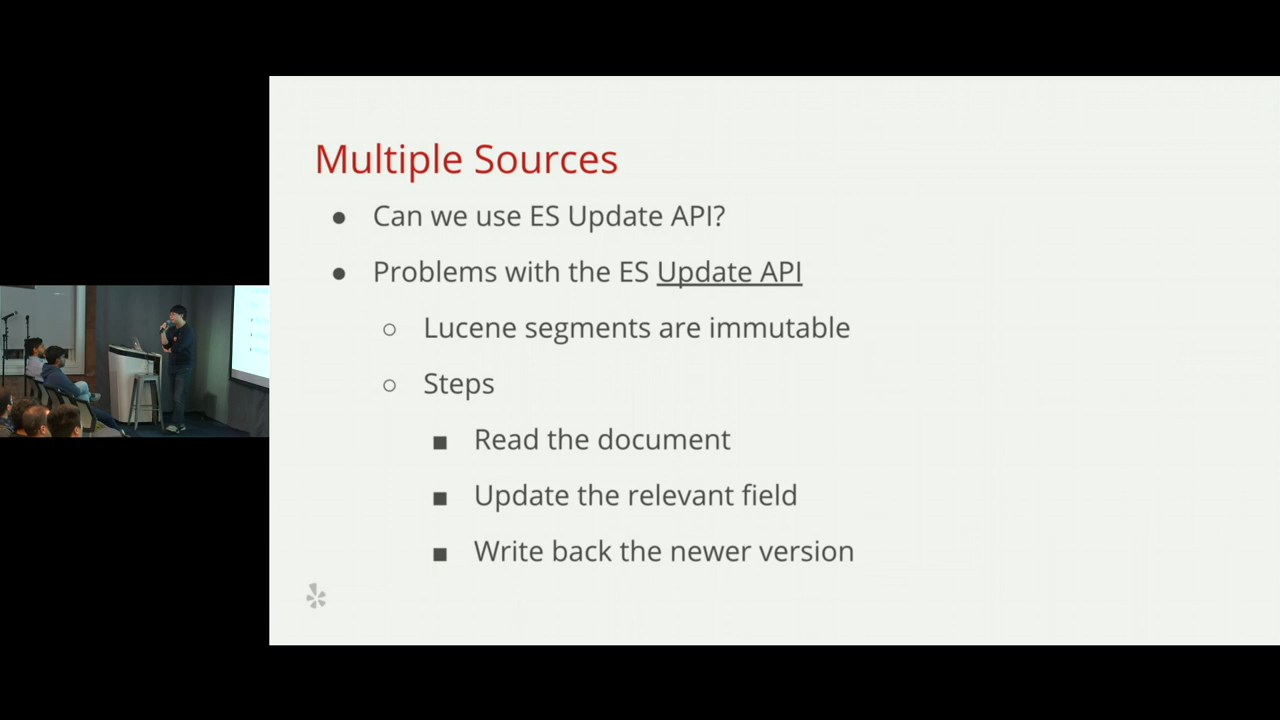 Multiple Sources
● Can we use ES Update API?
● Problems with the ES Update API
○ Lucene segments are immutable
○ Steps
■ Read the document
■ Update the relevant field
■ Write back the newer version